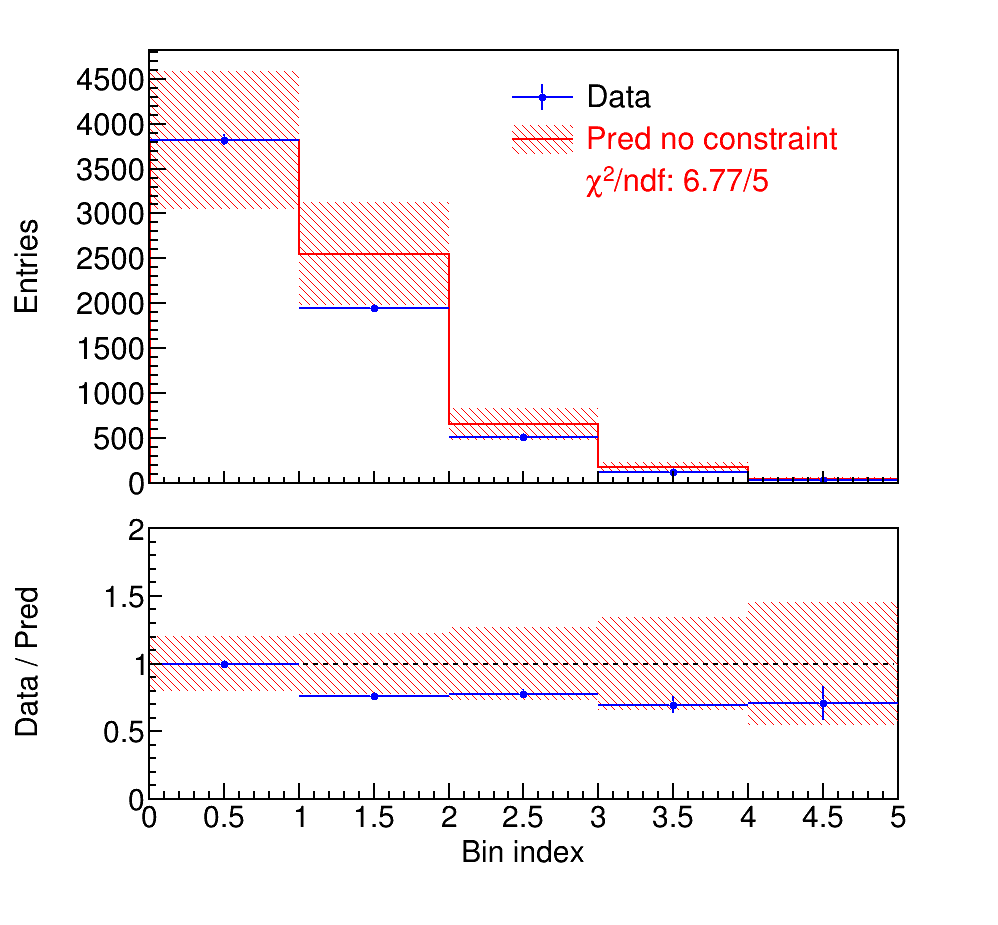 Entries
4500
4000
3500
3000
2500
2000
1500
1000
500
0
Data
Pred no constraint
χ²/ndf: 6.77/5
Data / Pred
2
1.5
1
0.5
0
0 0.5 1 1.5 2 2.5 3 3.5 4 4.5 5
Bin index